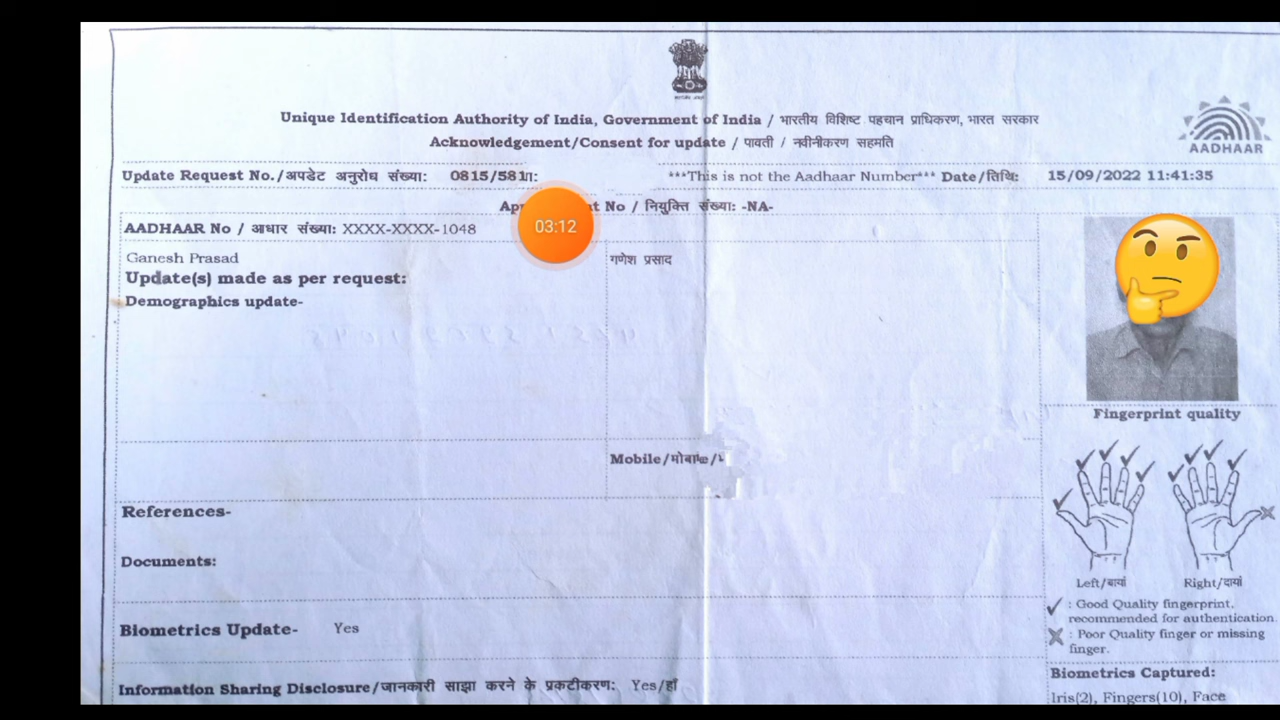 Unique Identification Authority of India, Government of India / भारतीय विशिष्ट पहचान प्राधिकरण, भारत सरकार
Acknowledgement/Consent for update / पावती / नवीनीकरण सहमति
AADHAAR
Update Request No./अपडेट अनुरोध संख्या: 0815/581 ***This is not the Aadhaar Number*** Date/तिथि: 15/09/2022 11:41:35
No / नियुक्ति संख्या: -NA-
03:12
AADHAAR No / आधार संख्या: XXXX-XXXX-1048
Ganesh Prasad गणेश प्रसाद
Update(s) made as per request:
Demographics update-
Mobile/मोबाइल/
References-
Documents:
Biometrics Update- Yes
Information Sharing Disclosure/जानकारी साझा करने के प्रकटीकरण: Yes/हाँ
Fingerprint quality
Left/बायां Right/दायां
: Good Quality fingerprint,
recommended for authentication.
: Poor Quality finger or missing
finger.
Biometrics Captured:
Iris(2), Fingers(10), Face